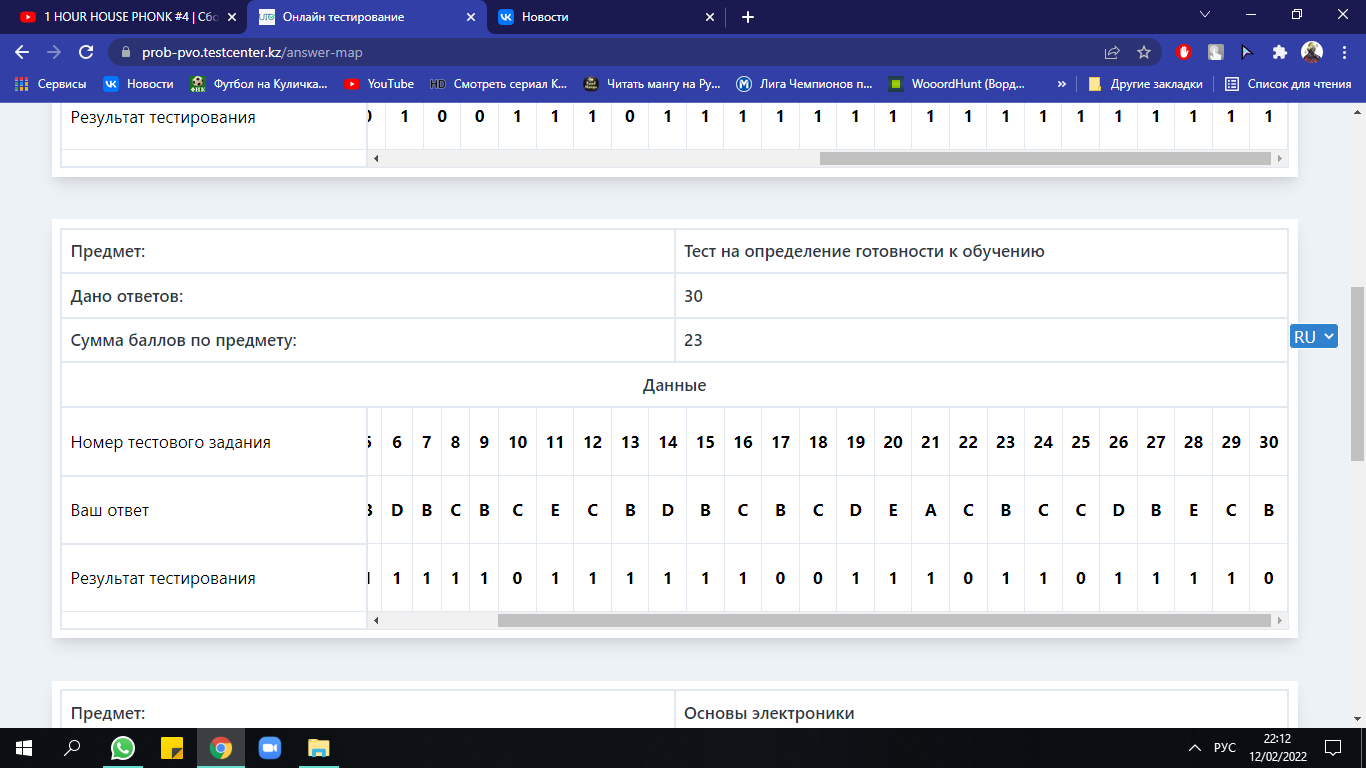 1 HOUR HOUSE PHONK #4 | Сбо
Онлайн тестирование
Новости
prob-pvo.testcenter.kz/answer-map
Сервисы Новости Футбол на Куличка... YouTube HD Смотреть сериал К... Читать мангу на Ру... Лига Чемпионов п... WooordHunt (Ворд... » Другие закладки Список для чтения
Результат тестирования 1 0 0 1 1 1 0 1 1 1 1 1 1 1 1 1 1 1 1 1 1 1 1 1
Предмет: Тест на определение готовности к обучению
Дано ответов: 30
Сумма баллов по предмету: 23
RU
Данные
Номер тестового задания 6 7 8 9 10 11 12 13 14 15 16 17 18 19 20 21 22 23 24 25 26 27 28 29 30
Ваш ответ D B C B C E C B D B C B C D E A C B C C D B E C B
Результат тестирования 1 1 1 1 0 1 1 1 1 1 1 0 0 1 1 1 0 1 1 0 1 1 1 1 0
Предмет: Основы электроники
РУС
22:12
12/02/2022